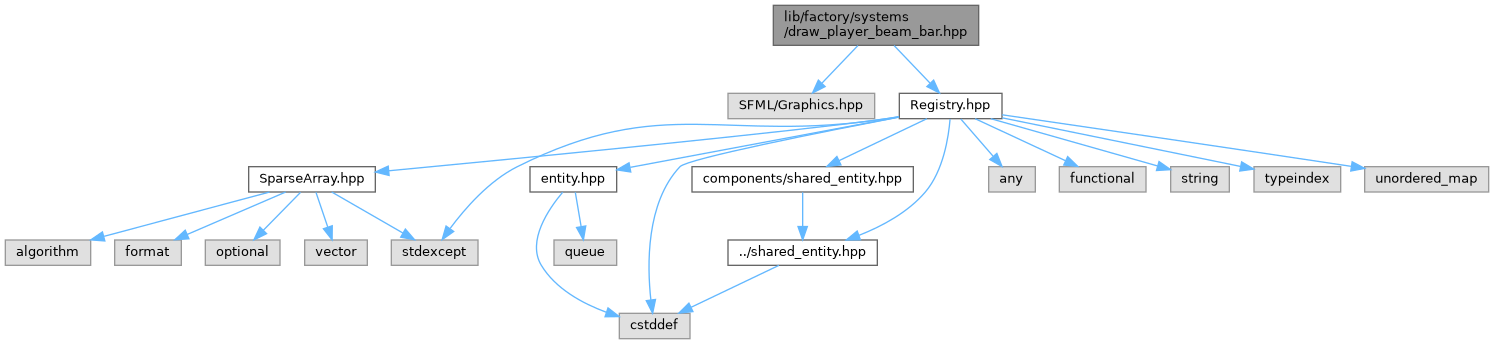 lib/factory/systems
/draw_player_beam_bar.hpp
SFML/Graphics.hpp
Registry.hpp
SparseArray.hpp
entity.hpp
components/shared_entity.hpp
any
functional
string
typeindex
unordered_map
algorithm
format
optional
vector
stdexcept
queue
../shared_entity.hpp
cstddef